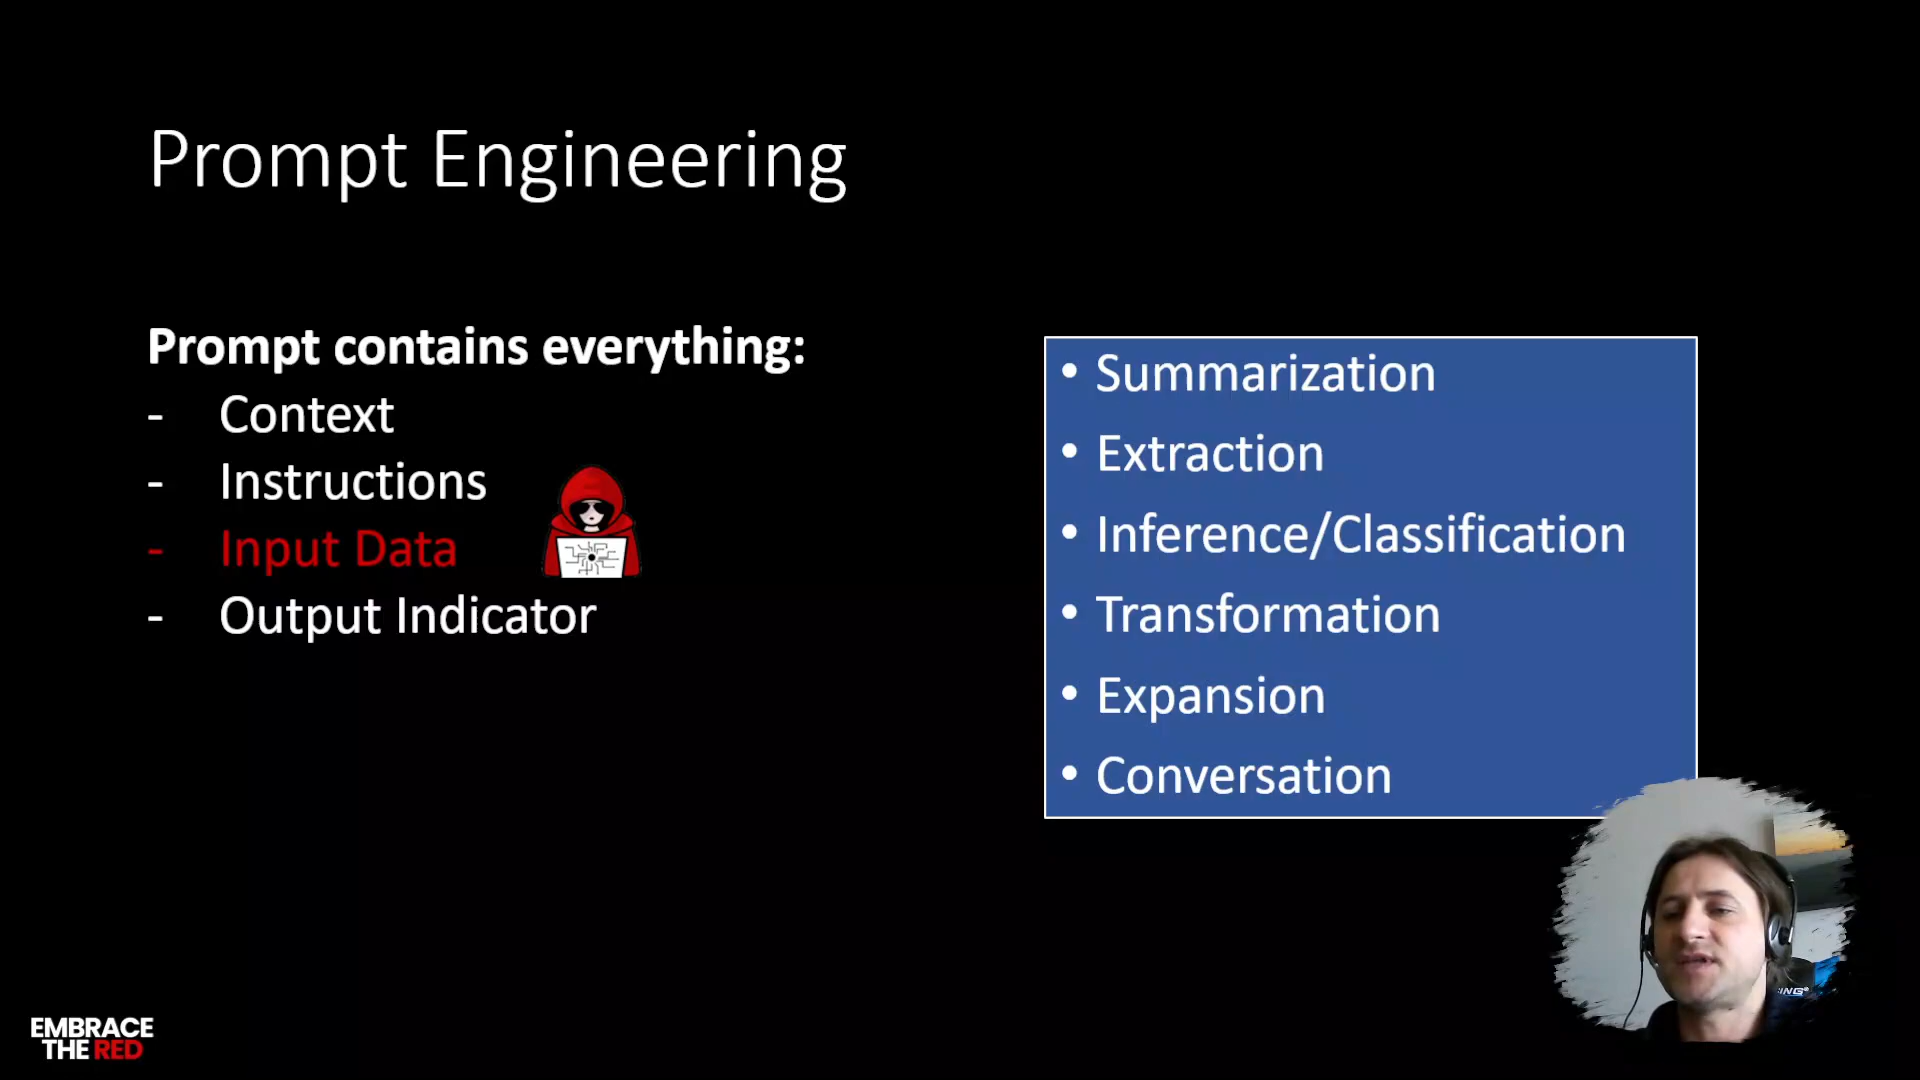 Prompt Engineering
Prompt contains everything:
- Context
- Instructions
- Input Data
- Output Indicator
• Summarization
• Extraction
• Inference/Classification
• Transformation
• Expansion
• Conversation
EMBRACE
THE RED